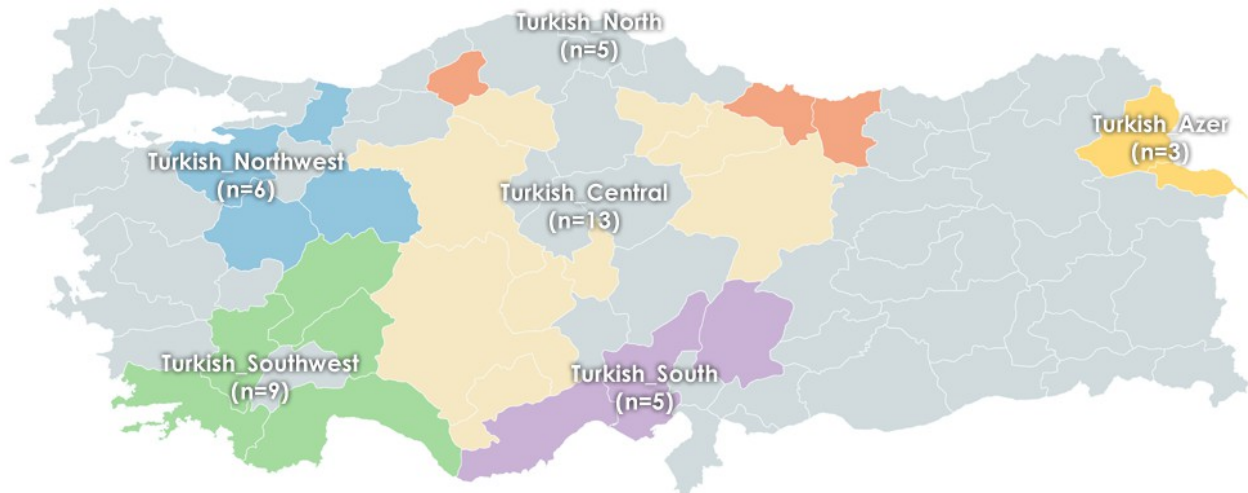 Turkish_North
(n=5)
Turkish_Azer
(n=3)
Turkish_Northwest
(n=6)
Turkish_Central
(n=13)
Turkish_Southwest
(n=9)
Turkish_South
(n=5)